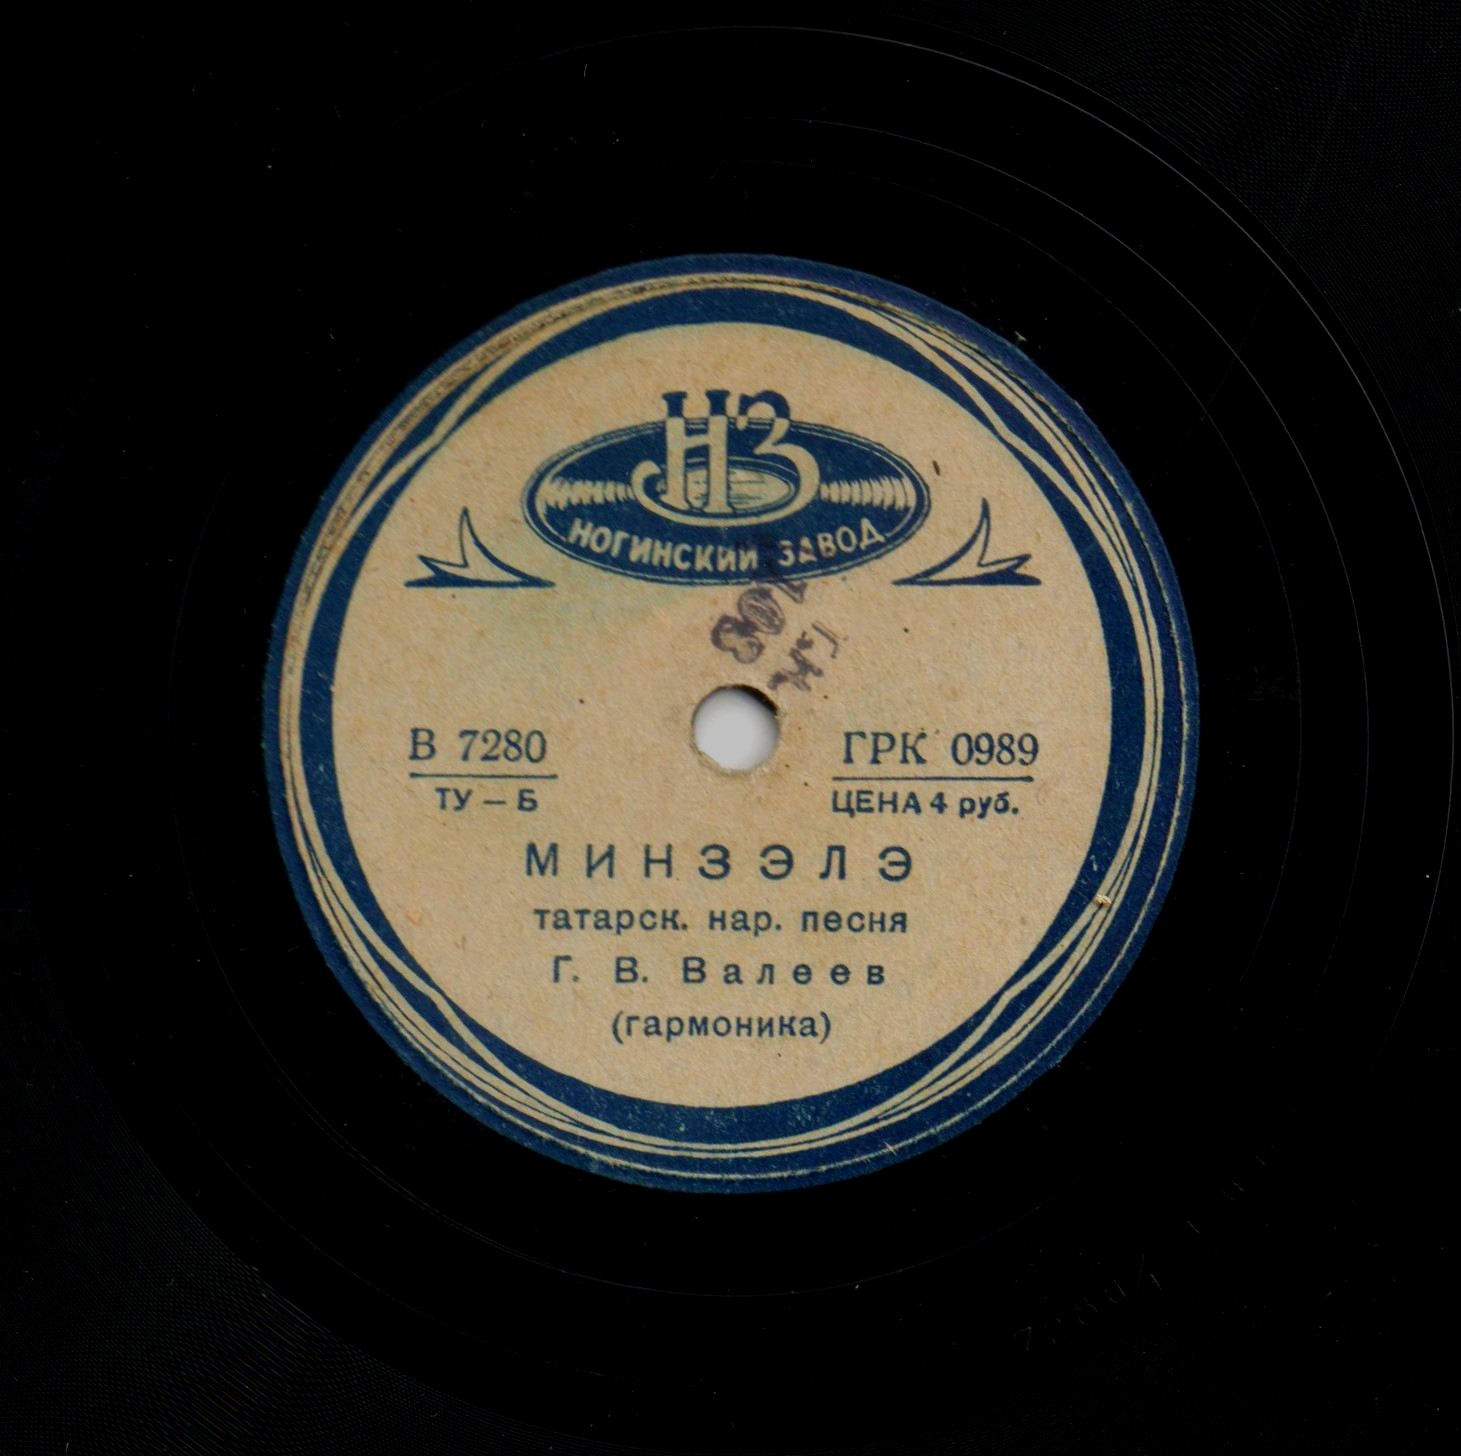 НЗ
НОГИНСКИЙ ЗАВОД
В 7280
ТУ — Б
ГРК 0989
ЦЕНА 4 руб.
МИНЗЭЛЭ
татарск. нар. песня
Г. В. Валеев
(гармоника)